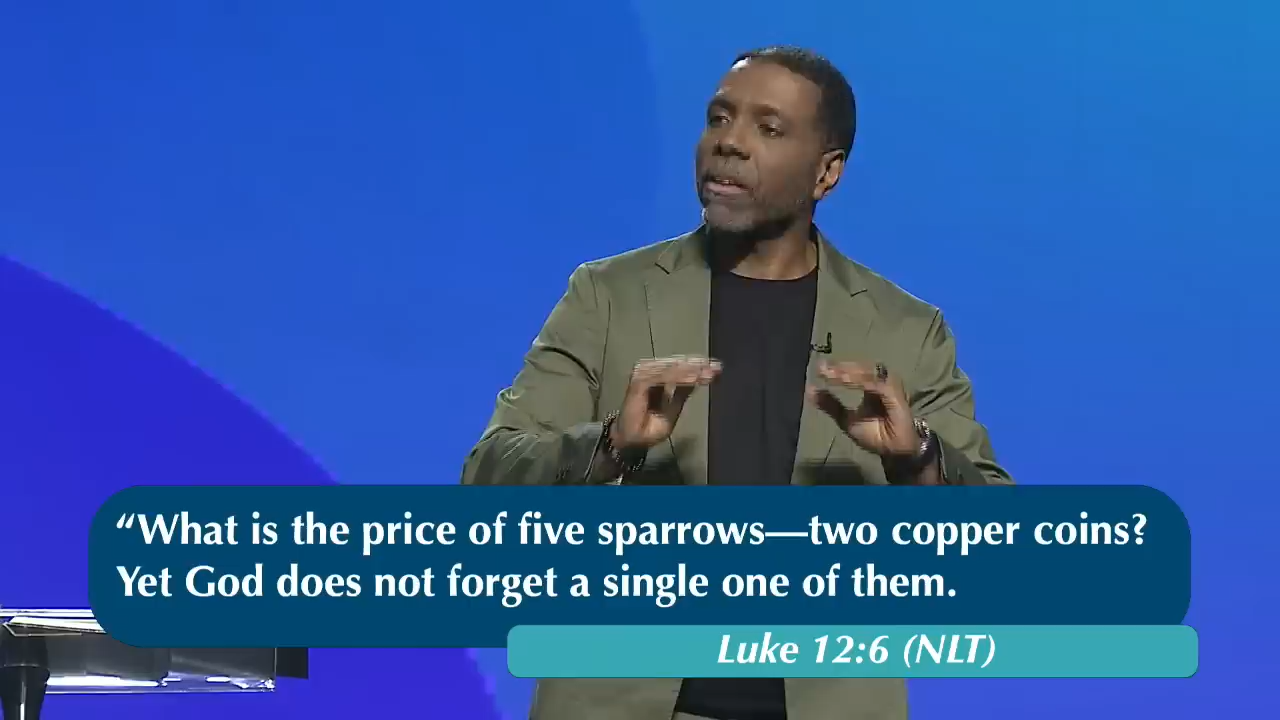 “What is the price of five sparrows—two copper coins?
Yet God does not forget a single one of them.
Luke 12:6 (NLT)